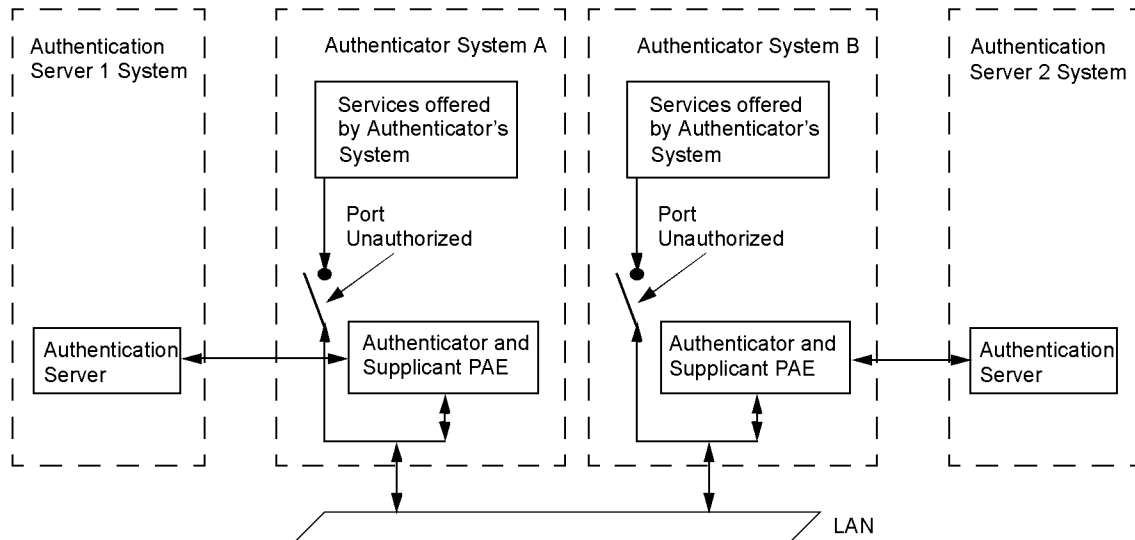 Authentication
Server 1 System
Authenticator System A
Authenticator System B
Authentication
Server 2 System
Services offered
by Authenticator's
System
Services offered
by Authenticator's
System
Port
Unauthorized
Port
Unauthorized
Authentication
Server
Authenticator and
Supplicant PAE
Authenticator and
Supplicant PAE
Authentication
Server
LAN